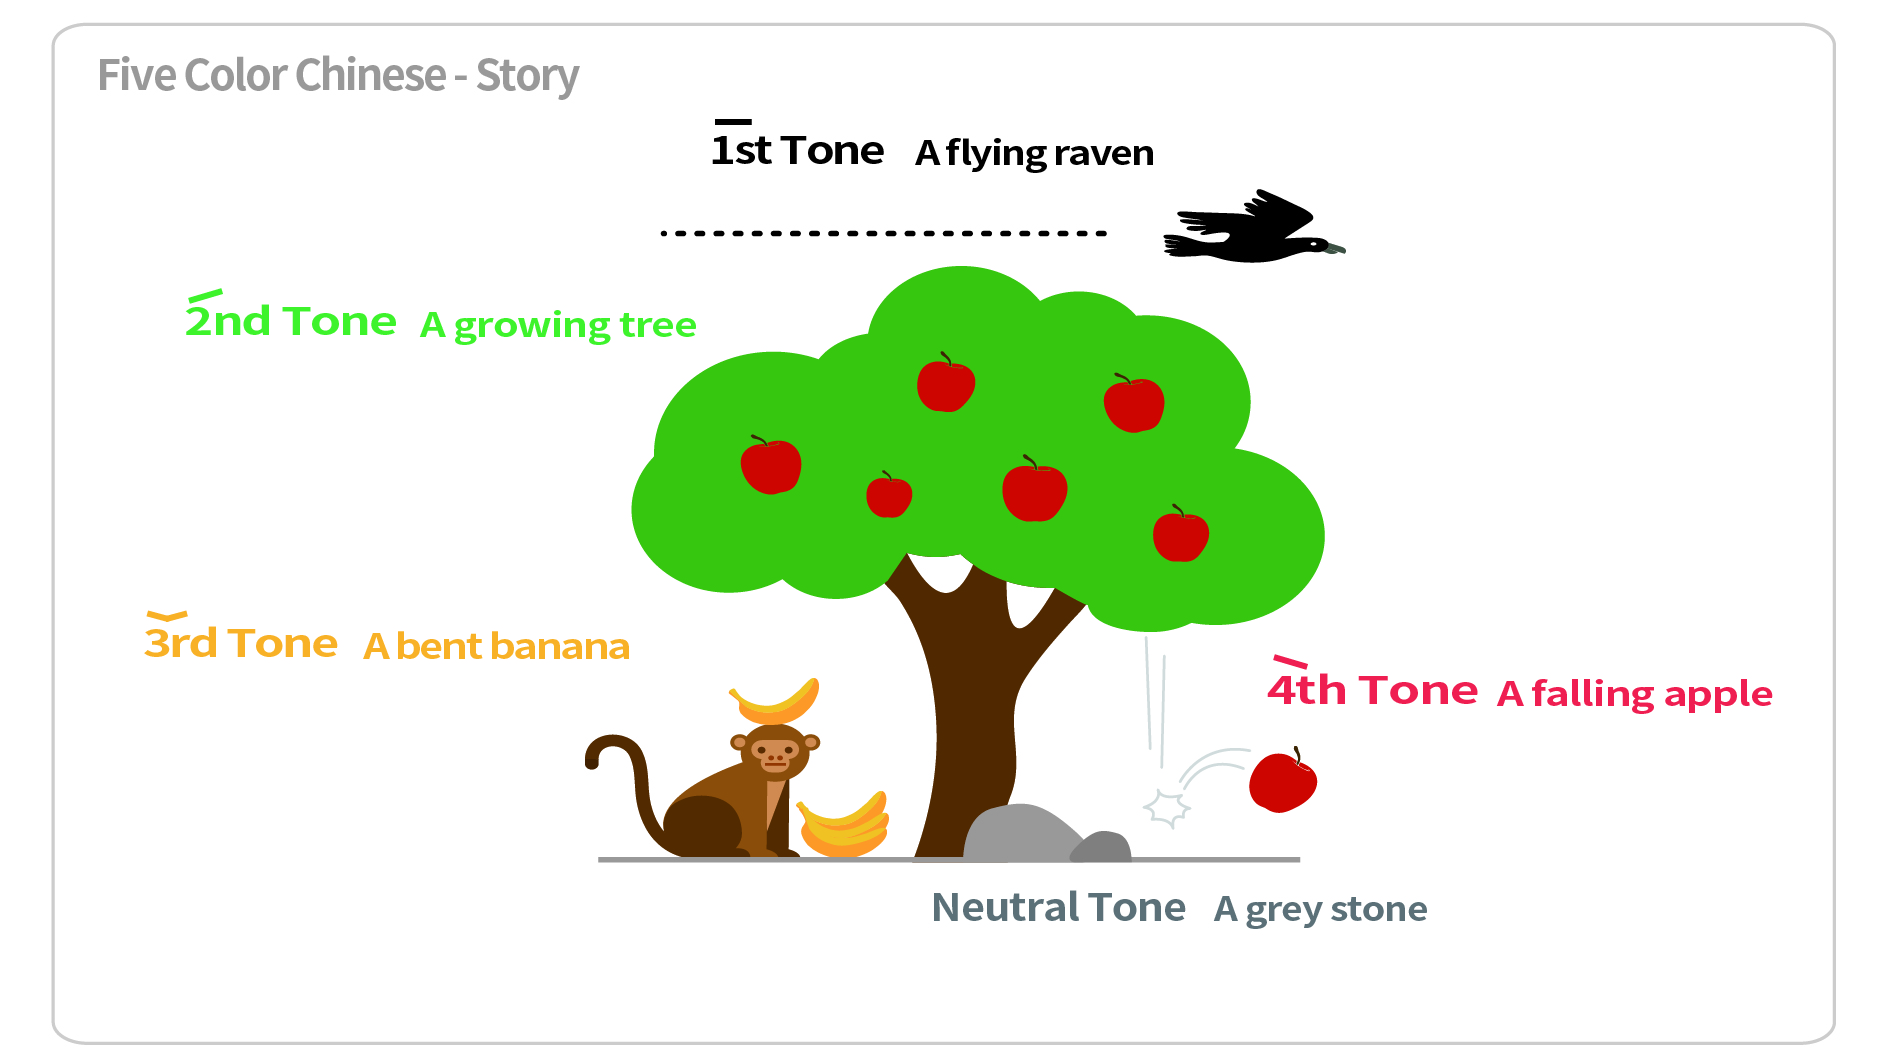 Five Color Chinese - Story
1st Tone A flying raven
2nd Tone A growing tree
3rd Tone A bent banana
4th Tone A falling apple
Neutral Tone A grey stone